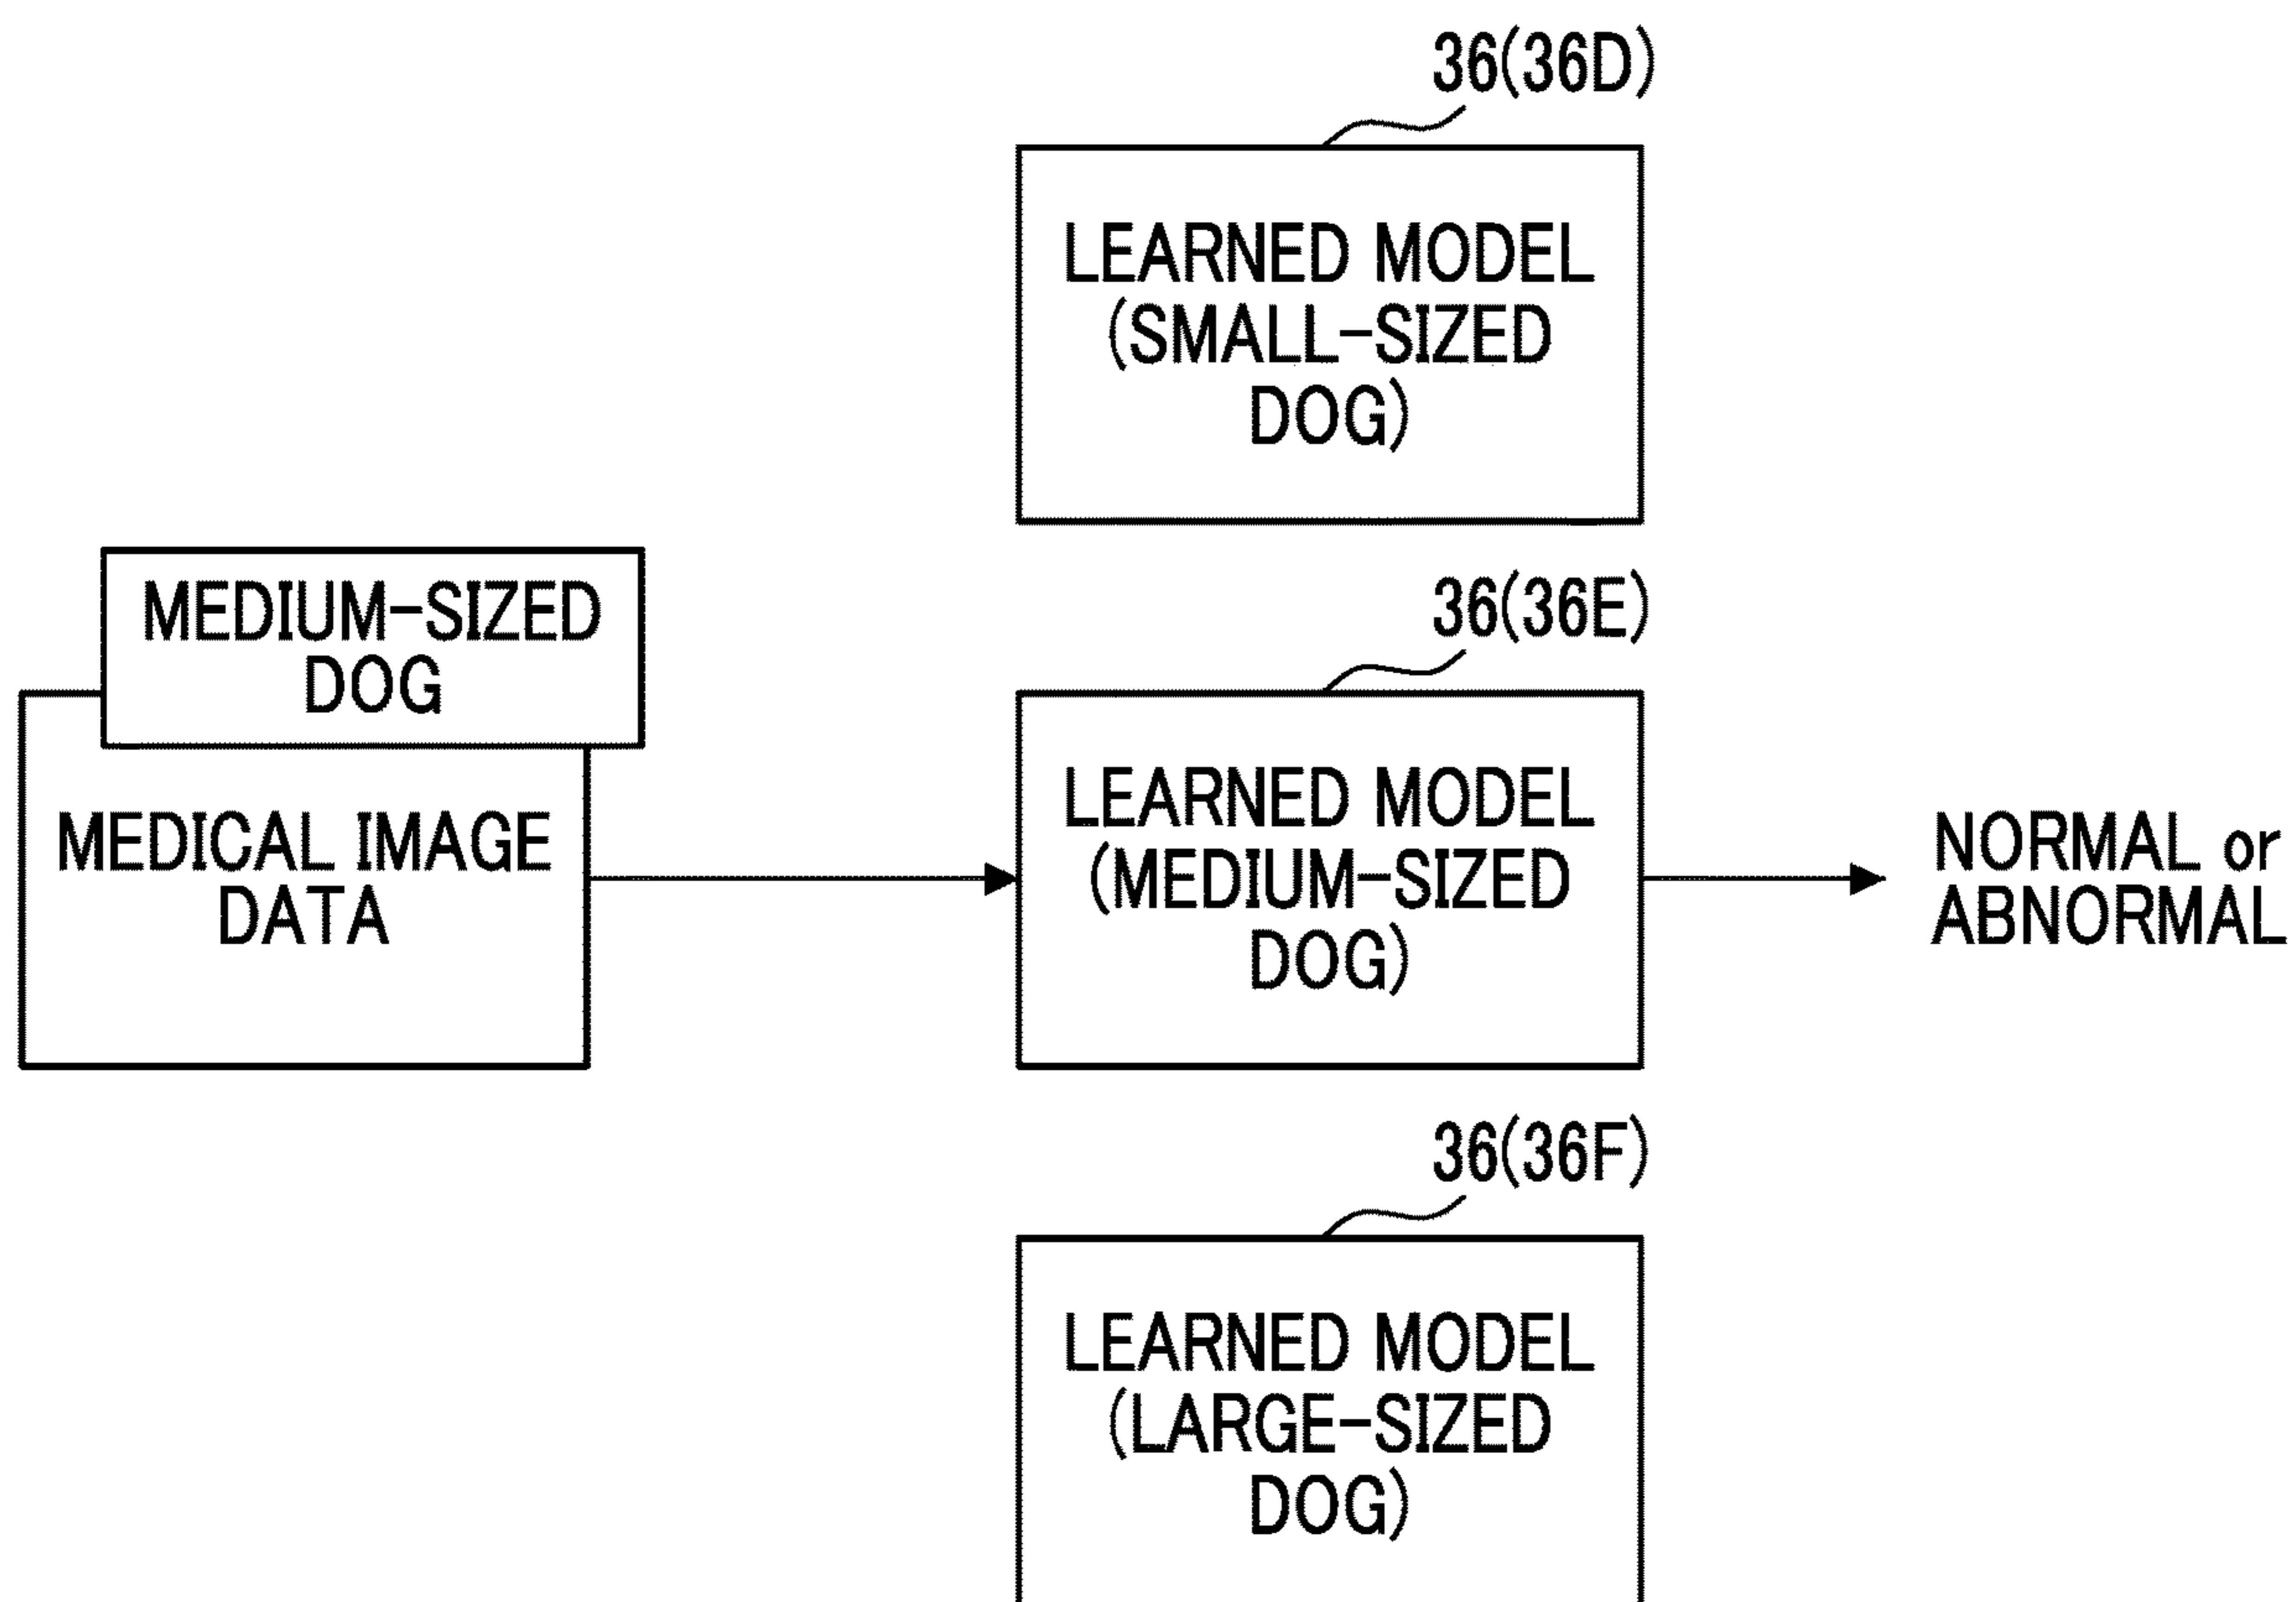 36(36D)
LEARNED MODEL
(SMALL-SIZED
DOG)
MEDIUM-SIZED
DOG
MEDICAL IMAGE
DATA
36(36E)
LEARNED MODEL
(MEDIUM-SIZED
DOG)
NORMAL or
ABNORMAL
36(36F)
LEARNED MODEL
(LARGE-SIZED
DOG)